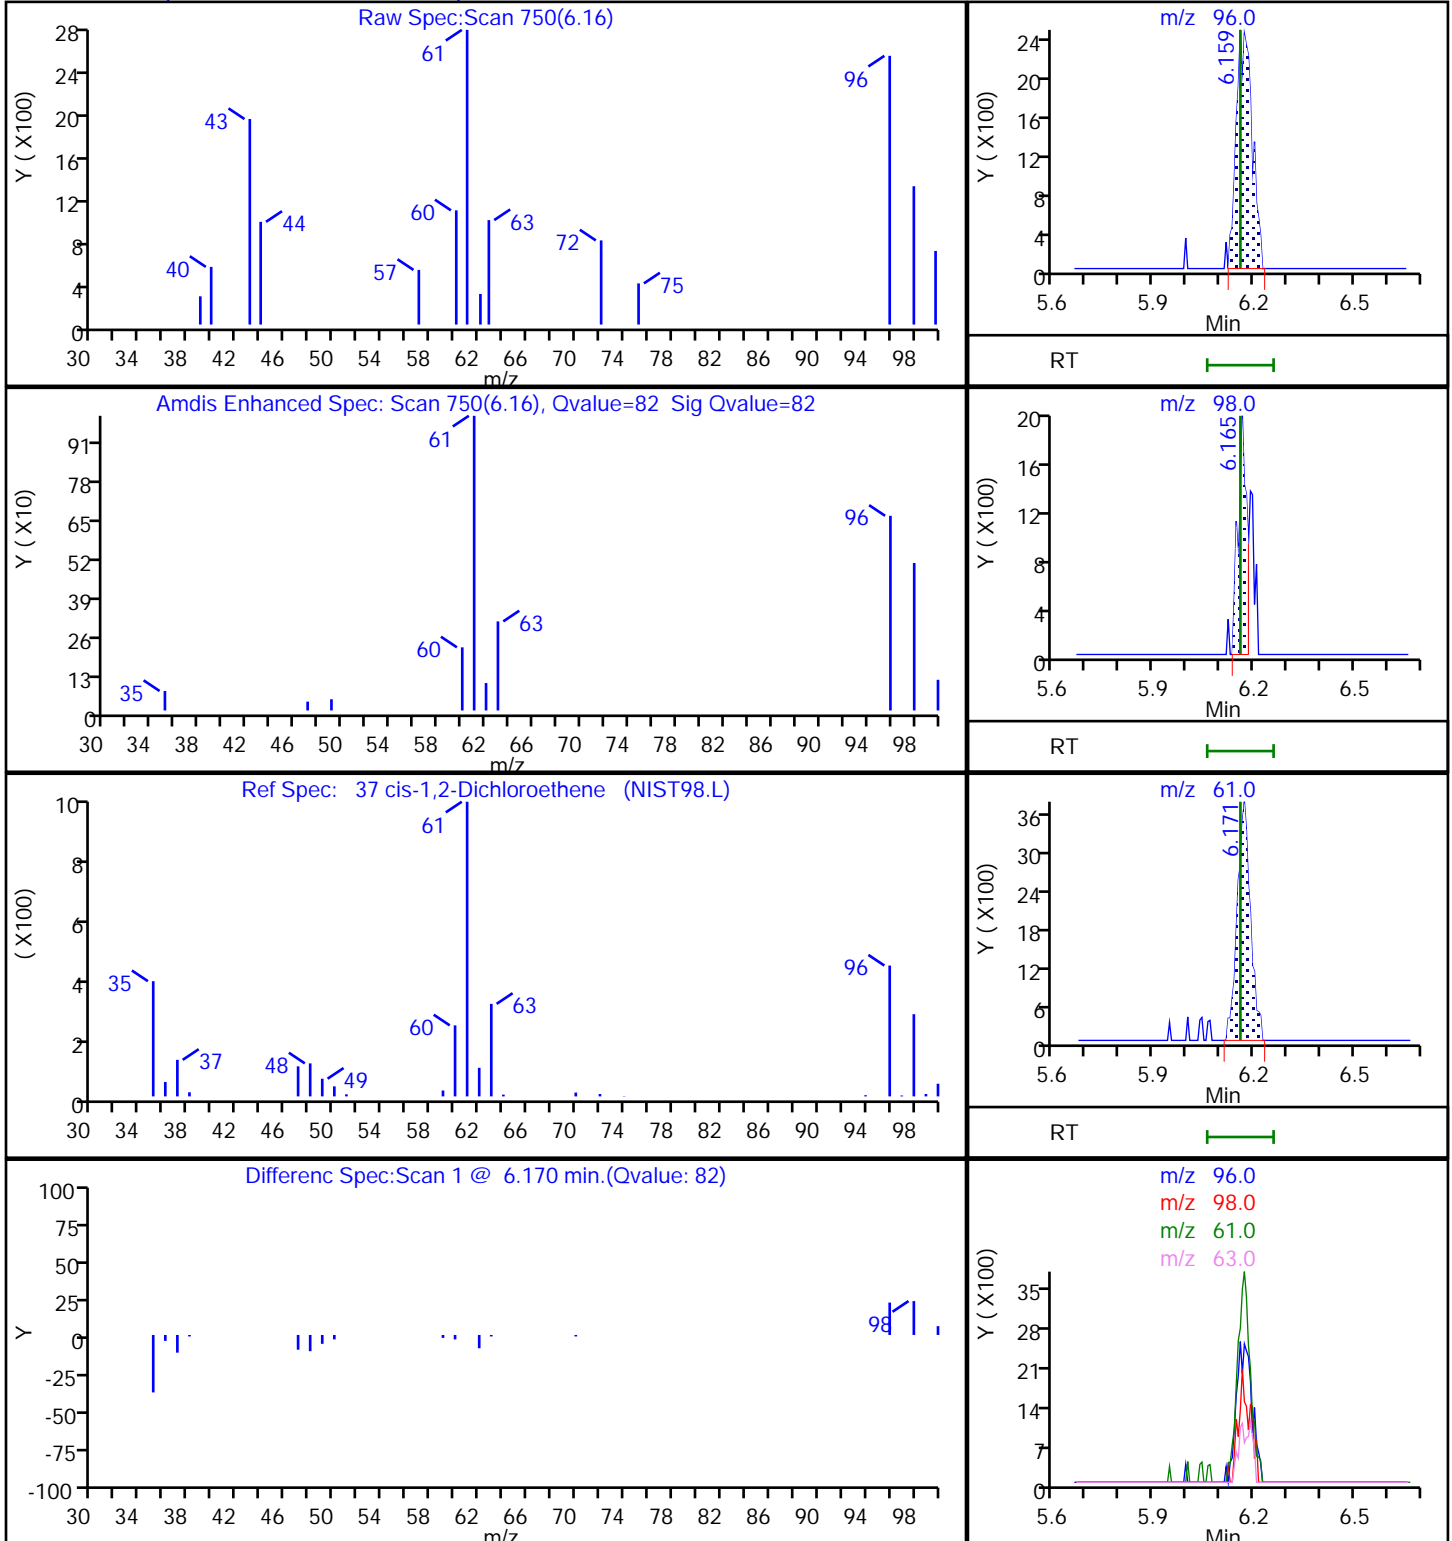 Raw Spec:Scan 750(6.16)
28
24
20
16
12
8
4
0
Y ( X100)
61
96
43
44
60
63
40
57
72
75
30 34 38 42 46 50 54 58 62 66 70 74 78 82 86 90 94 98
m/z
m/z 96.0
24
20
16
12
8
4
0
Y ( X100)
6.159
5.6 5.9 6.2 6.5
Min
RT
Amdis Enhanced Spec: Scan 750(6.16), Qvalue=82 Sig Qvalue=82
91
78
65
52
39
26
13
0
Y ( X10)
61
96
60
63
35
30 34 38 42 46 50 54 58 62 66 70 74 78 82 86 90 94 98
m/z
m/z 98.0
20
16
12
8
4
0
Y ( X100)
6.165
5.6 5.9 6.2 6.5
Min
RT
Ref Spec: 37 cis-1,2-Dichloroethene (NIST98.L)
10
8
6
4
2
0
( X100)
61
96
35
60
63
37
48
49
30 34 38 42 46 50 54 58 62 66 70 74 78 82 86 90 94 98
m/z 61.0
36
30
24
18
12
6
0
Y ( X100)
6.171
5.6 5.9 6.2 6.5
Min
RT
Differenc Spec:Scan 1 @ 6.170 min.(Qvalue: 82)
100
75
50
25
0
-25
-50
-75
-100
Y
98
30 34 38 42 46 50 54 58 62 66 70 74 78 82 86 90 94 98
m/z
m/z 96.0
m/z 98.0
m/z 61.0
m/z 63.0
35
28
21
14
7
0
Y ( X100)
5.6 5.9 6.2 6.5
Min